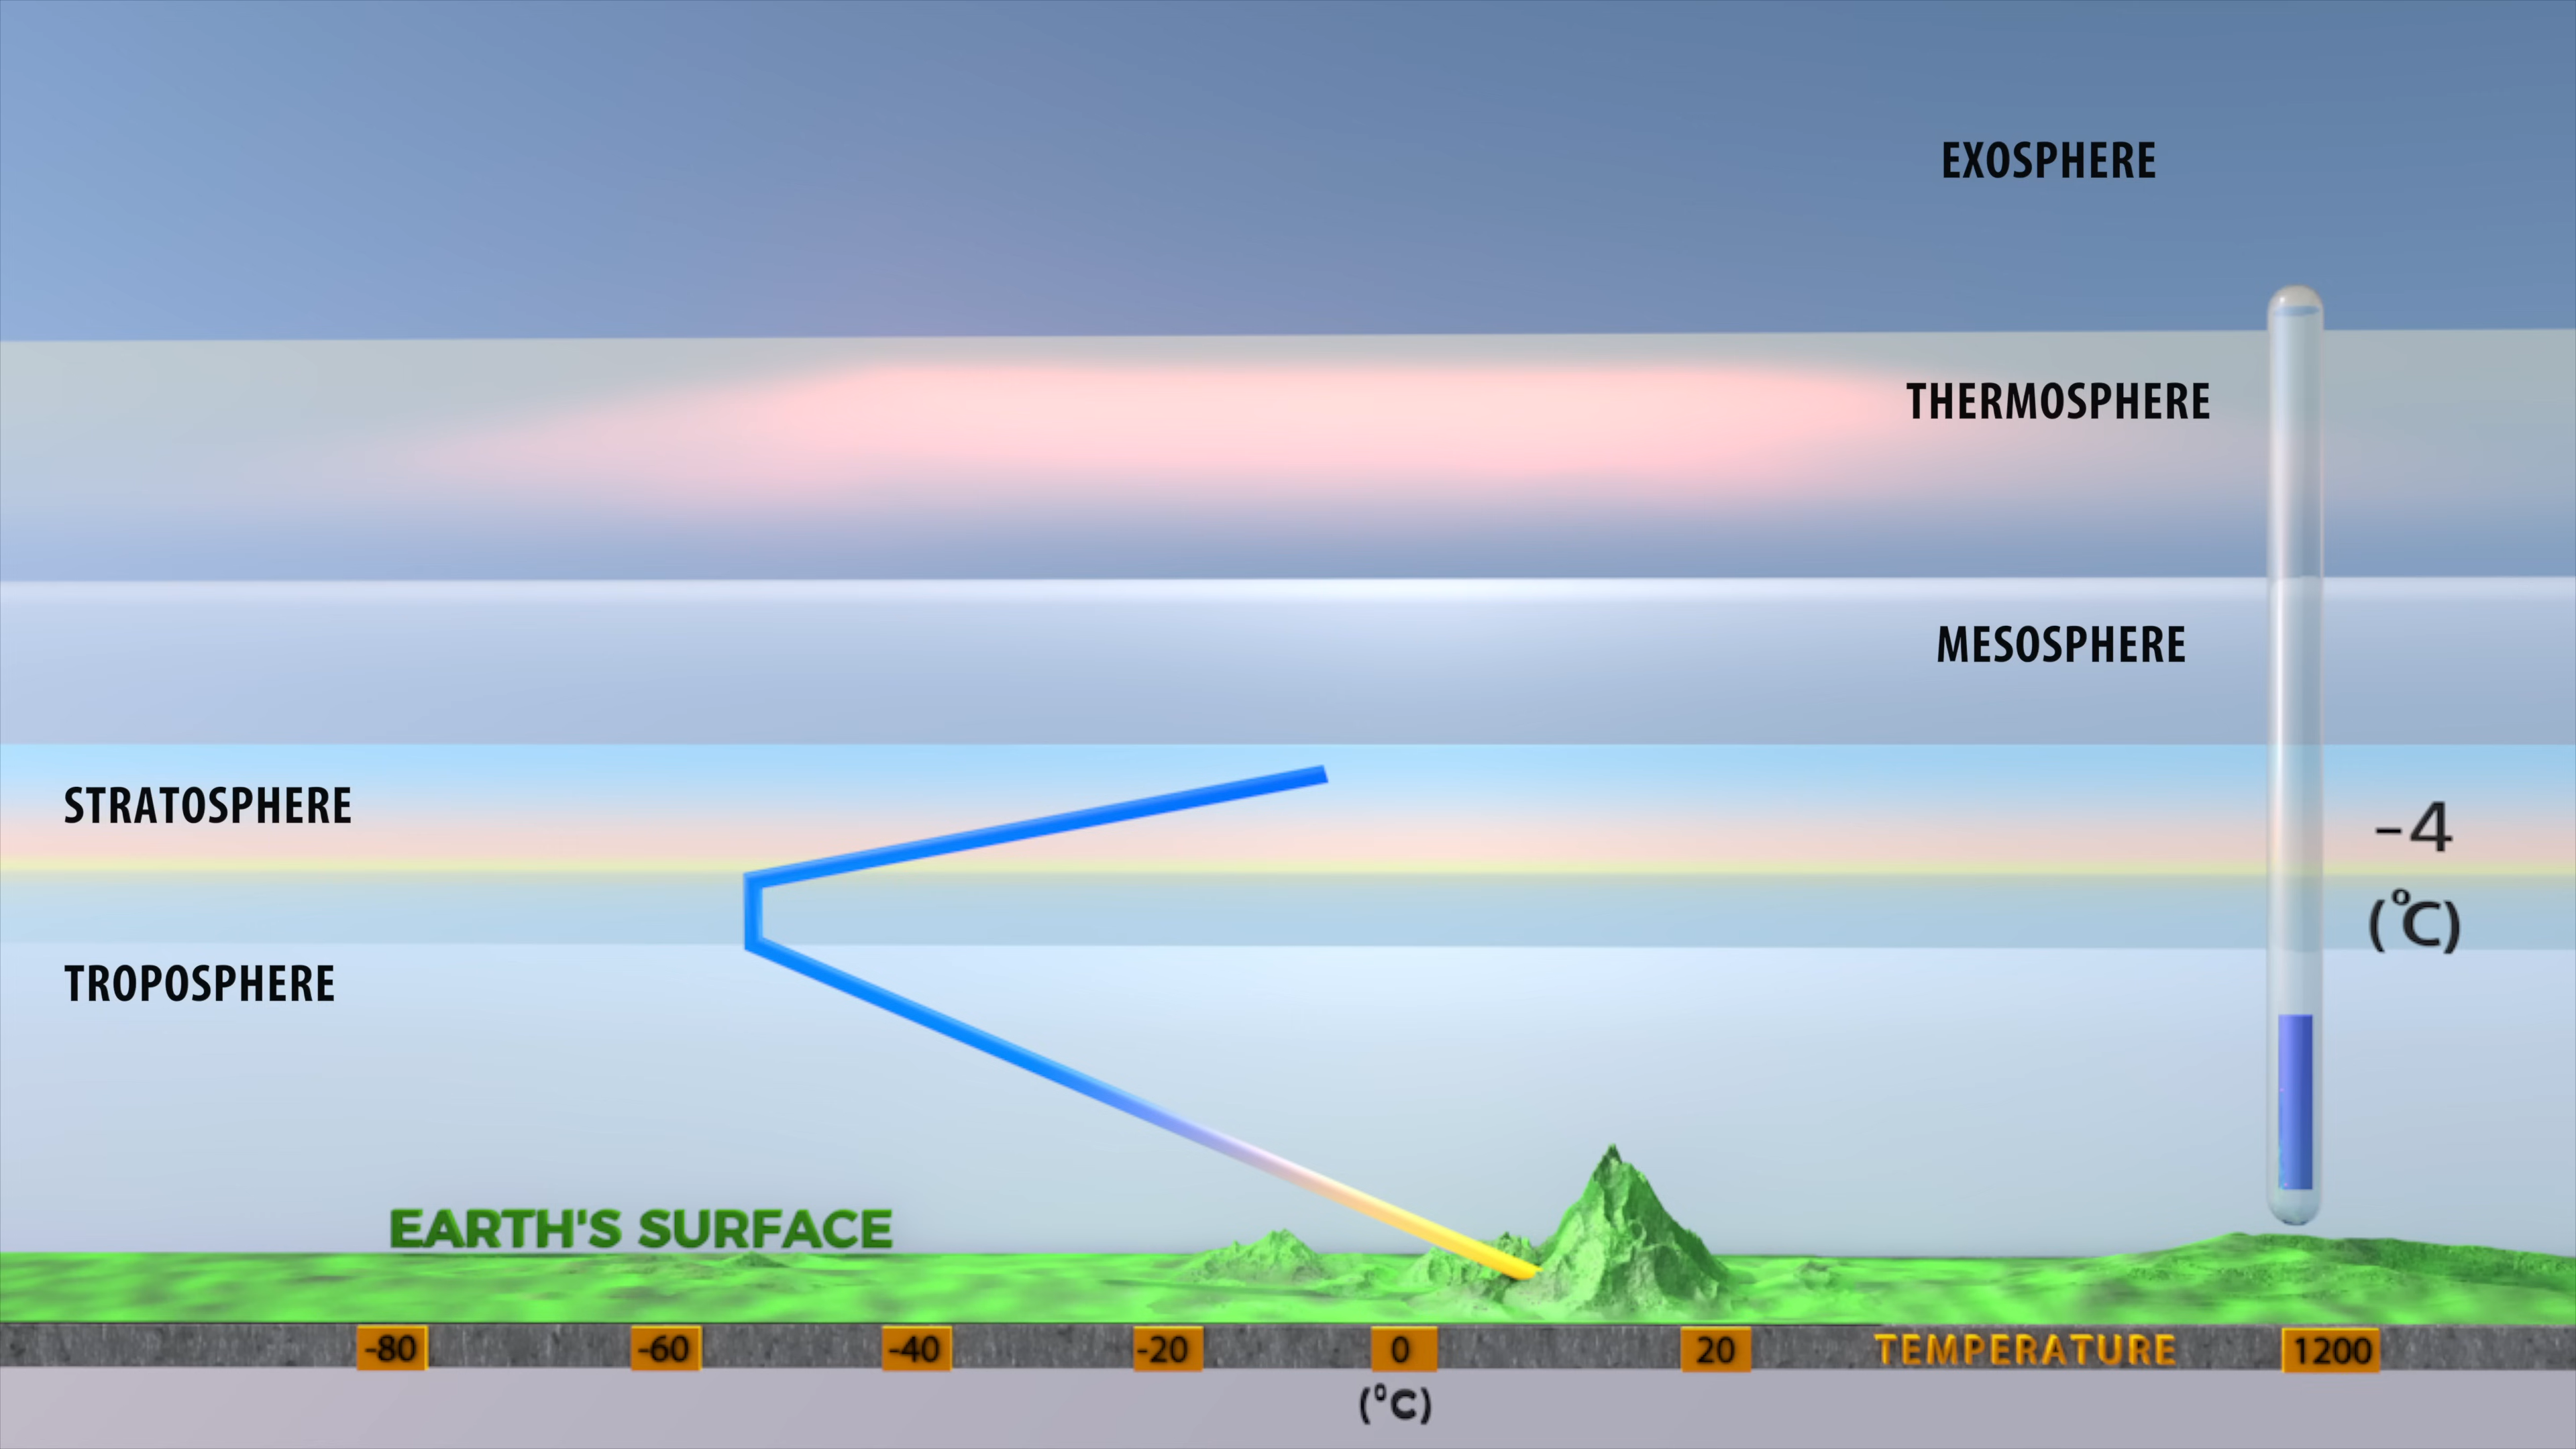 EXOSPHERE
THERMOSPHERE
MESOSPHERE
STRATOSPHERE
-4
(°C)
TROPOSPHERE
EARTH'S SURFACE
-80 -60 -40 -20 0 20 TEMPERATURE 1200
(°C)